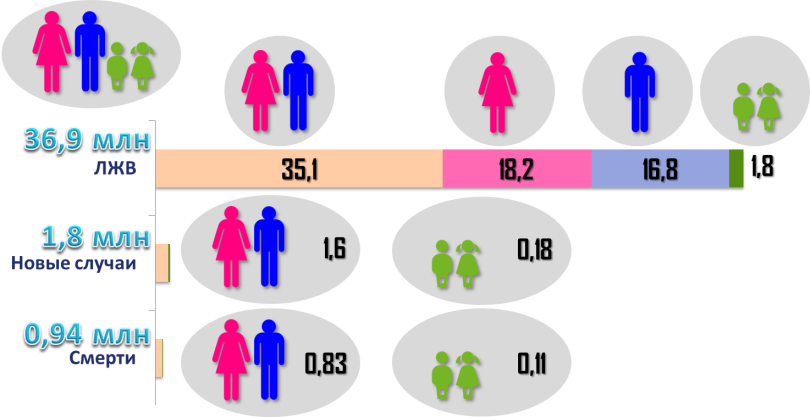 36,9 млн
ЛЖВ
35,1
18,2
16,8
1,8
1,8 млн
Новые случаи
1,6
0,18
0,94 млн
Смерти
0,83
0,11